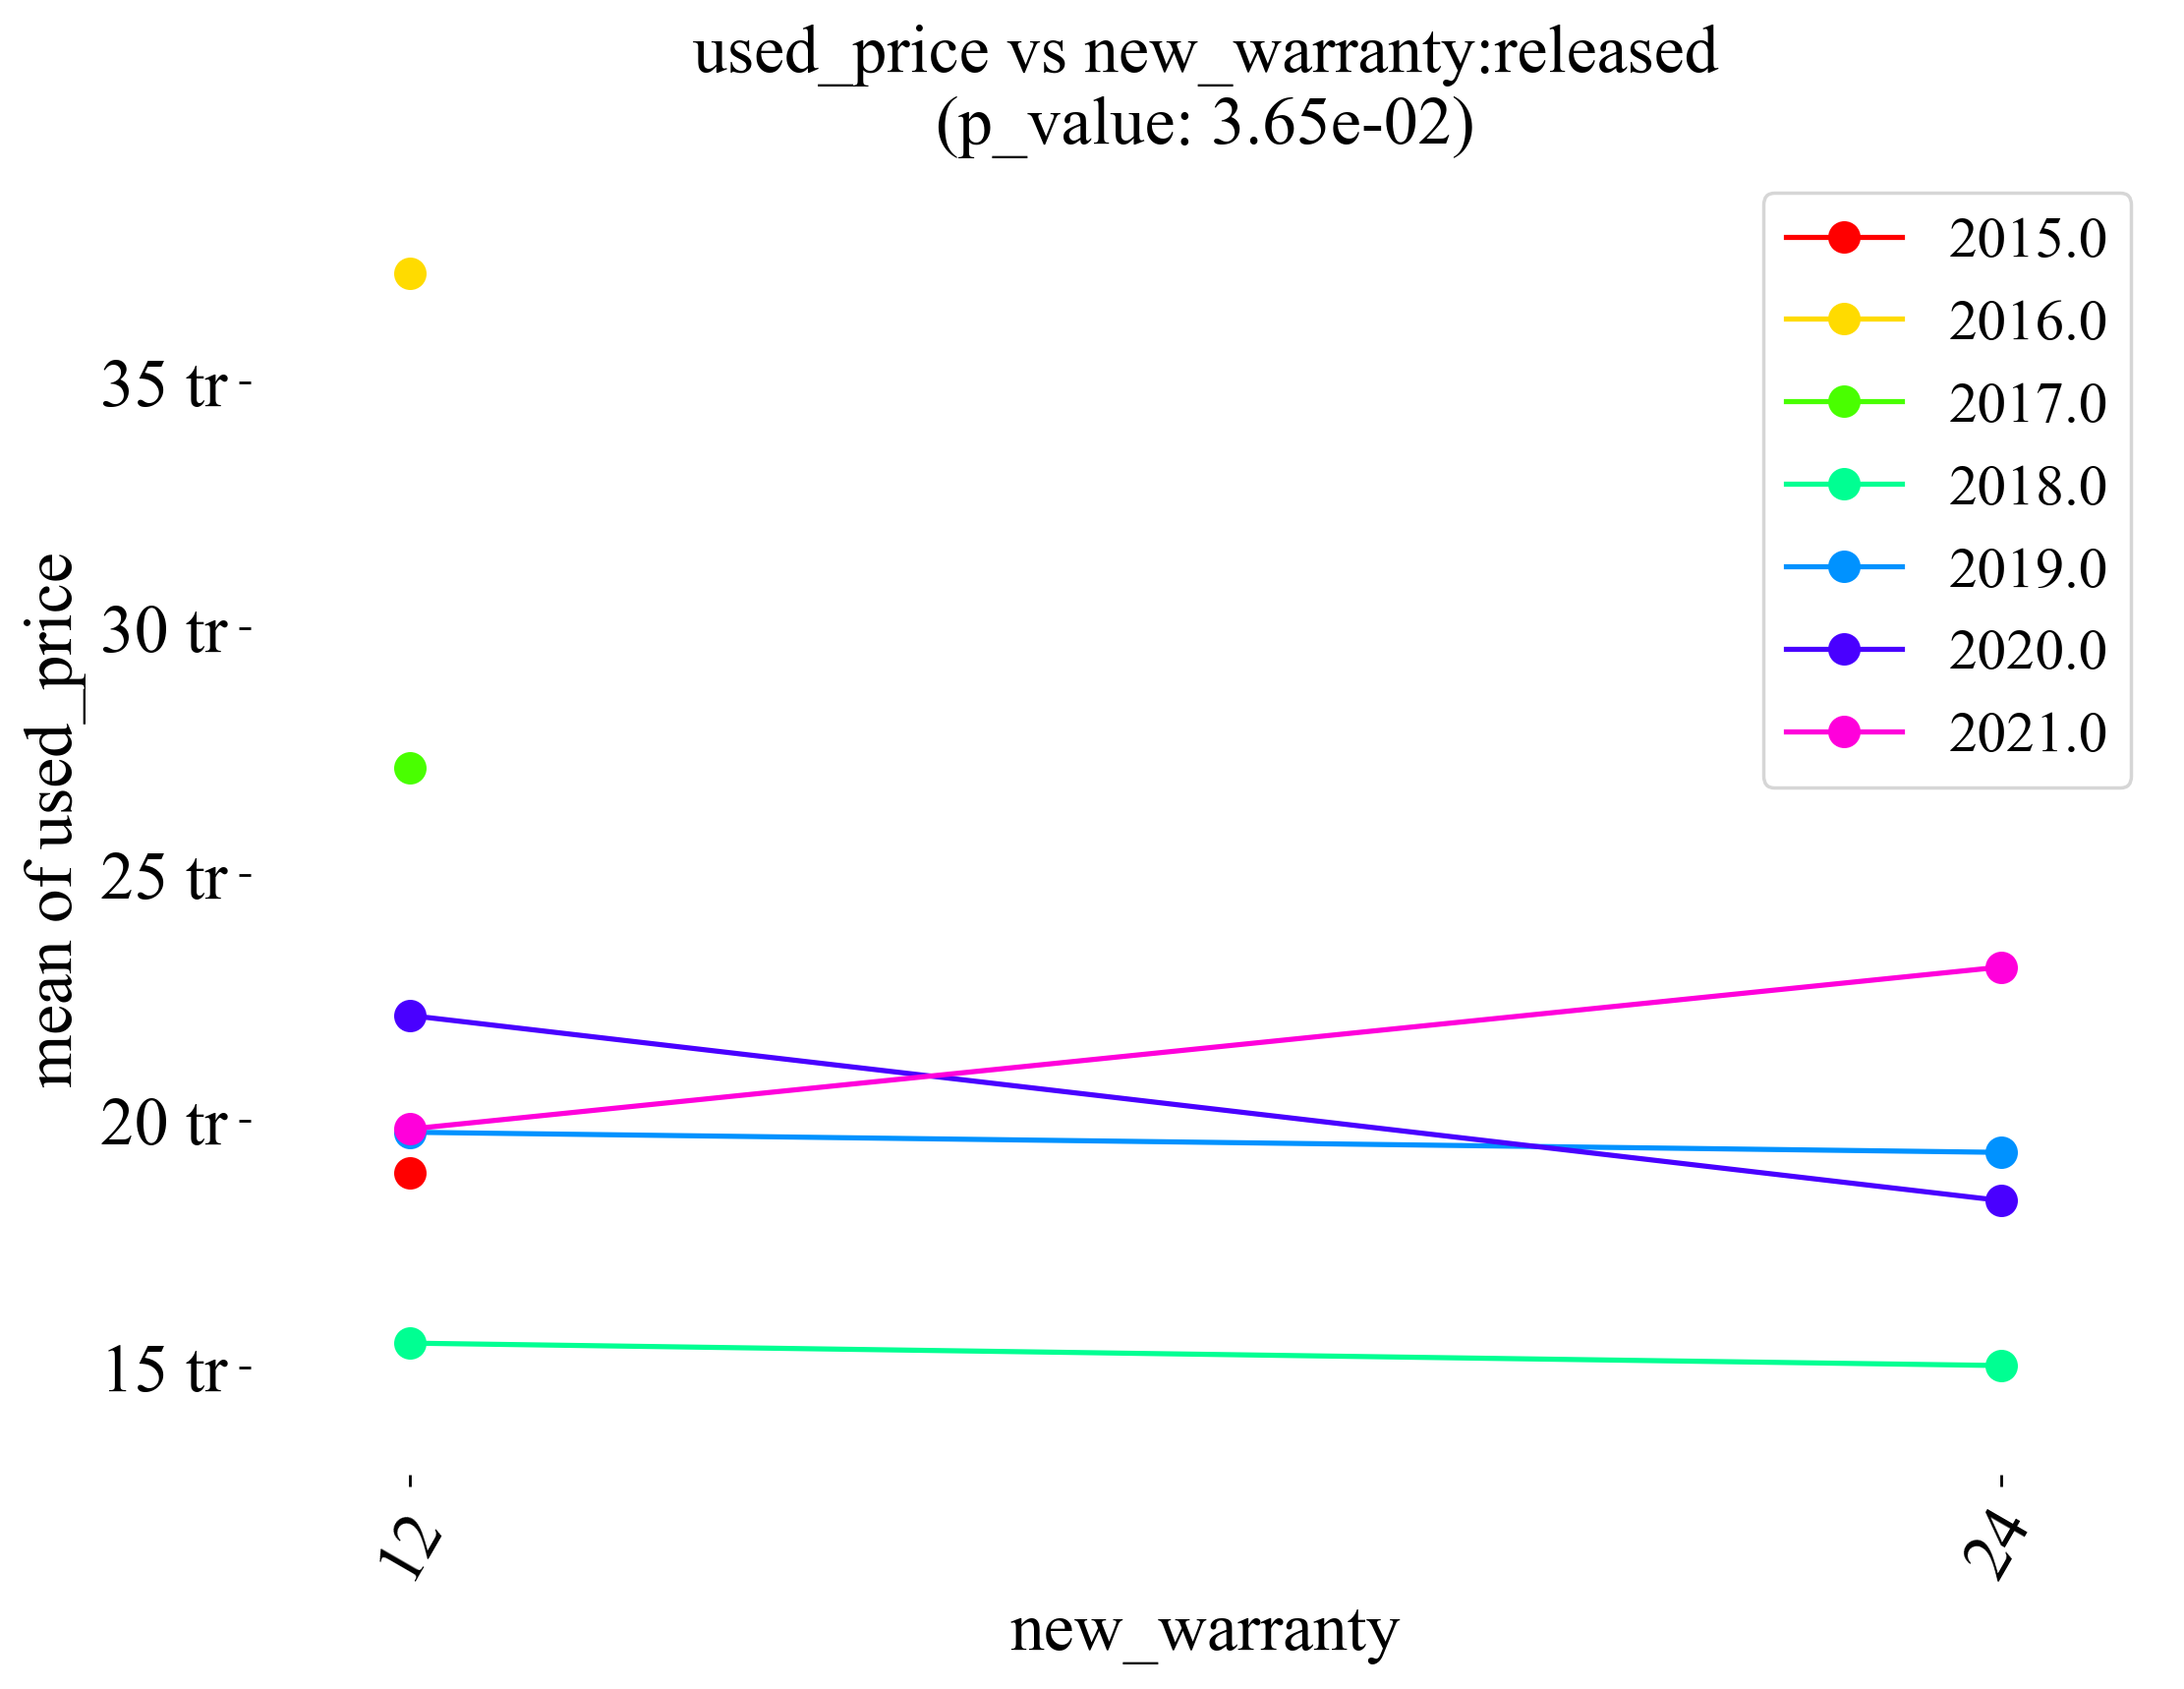 used_price vs new_warranty:released
(p_value: 3.65e-02)
2015.0
2016.0
2017.0
2018.0
2019.0
2020.0
2021.0
mean of used_price
35 tr
30 tr
25 tr
20 tr
15 tr
12
24
new_warranty